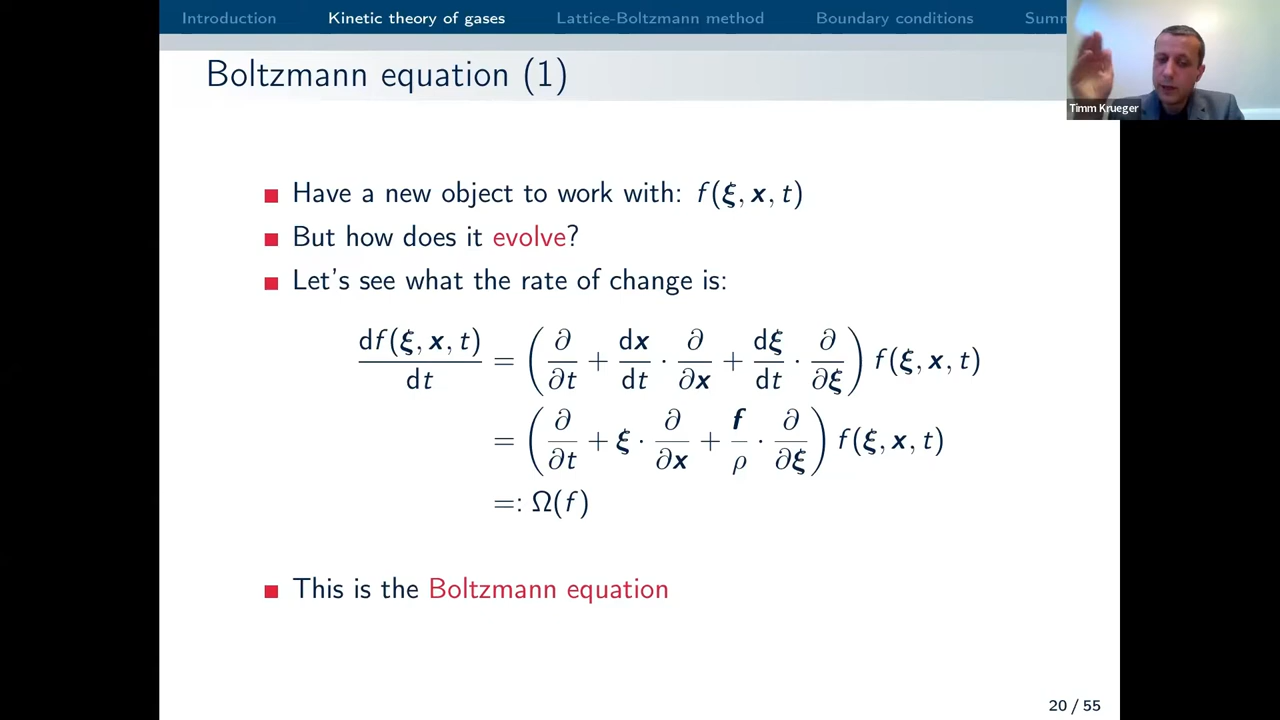 Introduction Kinetic theory of gases Lattice-Boltzmann method Boundary conditions Summ
Boltzmann equation (1)
Timm Krueger
Have a new object to work with: f(ξ, x, t)
But how does it evolve?
Let's see what the rate of change is:
df(ξ, x, t)/dt = (∂/∂t + dx/dt · ∂/∂x + dξ/dt · ∂/∂ξ) f(ξ, x, t)
= (∂/∂t + ξ · ∂/∂x + f/ρ · ∂/∂ξ) f(ξ, x, t)
=: Ω(f)
This is the Boltzmann equation
20 / 55